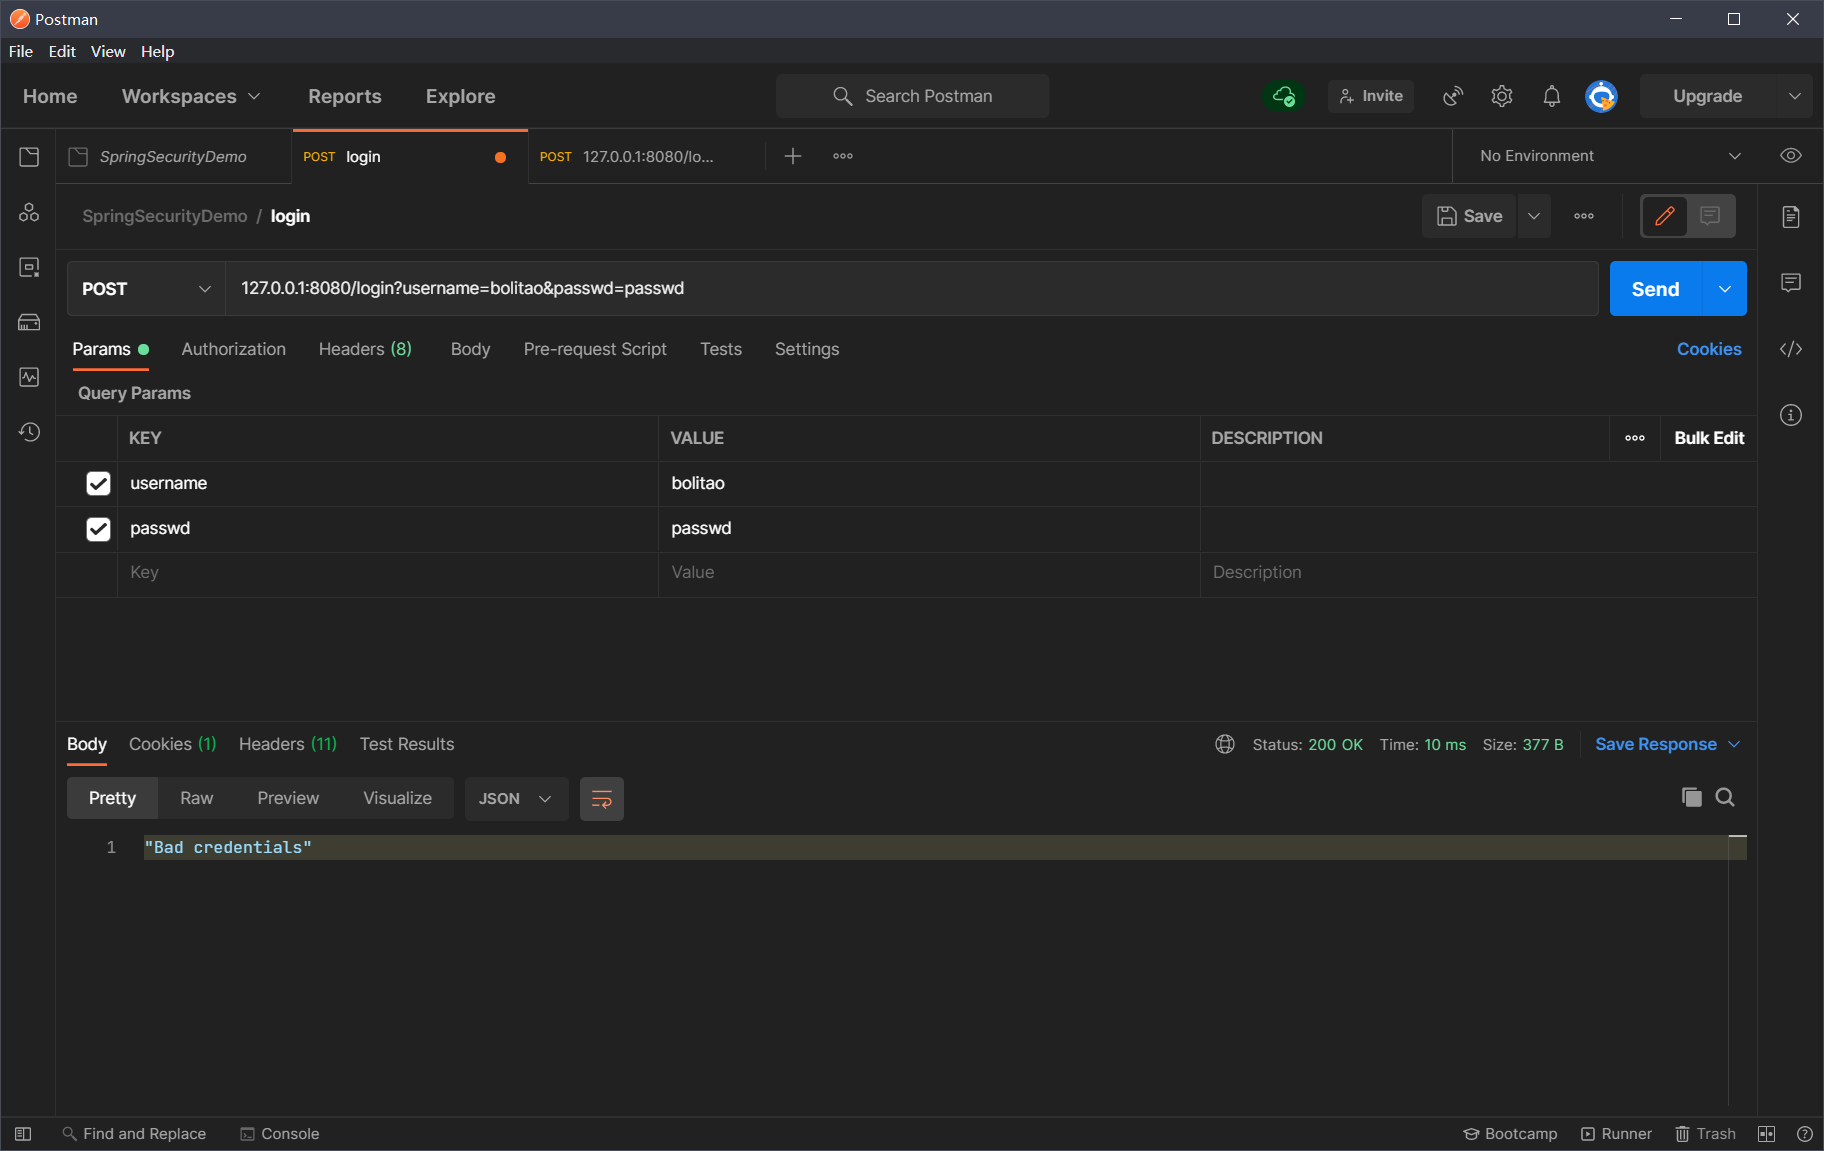 Postman
File Edit View Help
Home Workspaces Reports Explore Search Postman Invite Upgrade
SpringSecurityDemo POST login POST 127.0.0.1:8080/lo... No Environment
SpringSecurityDemo / login Save
POST 127.0.0.1:8080/login?username=bolitao&passwd=passwd Send
Params Authorization Headers (8) Body Pre-request Script Tests Settings Cookies
Query Params
KEY VALUE DESCRIPTION Bulk Edit
username bolitao
passwd passwd
Key Value Description
Body Cookies (1) Headers (11) Test Results Status: 200 OK Time: 10 ms Size: 377 B Save Response
Pretty Raw Preview Visualize JSON
1 "Bad credentials"
Find and Replace Console Bootcamp Runner Trash